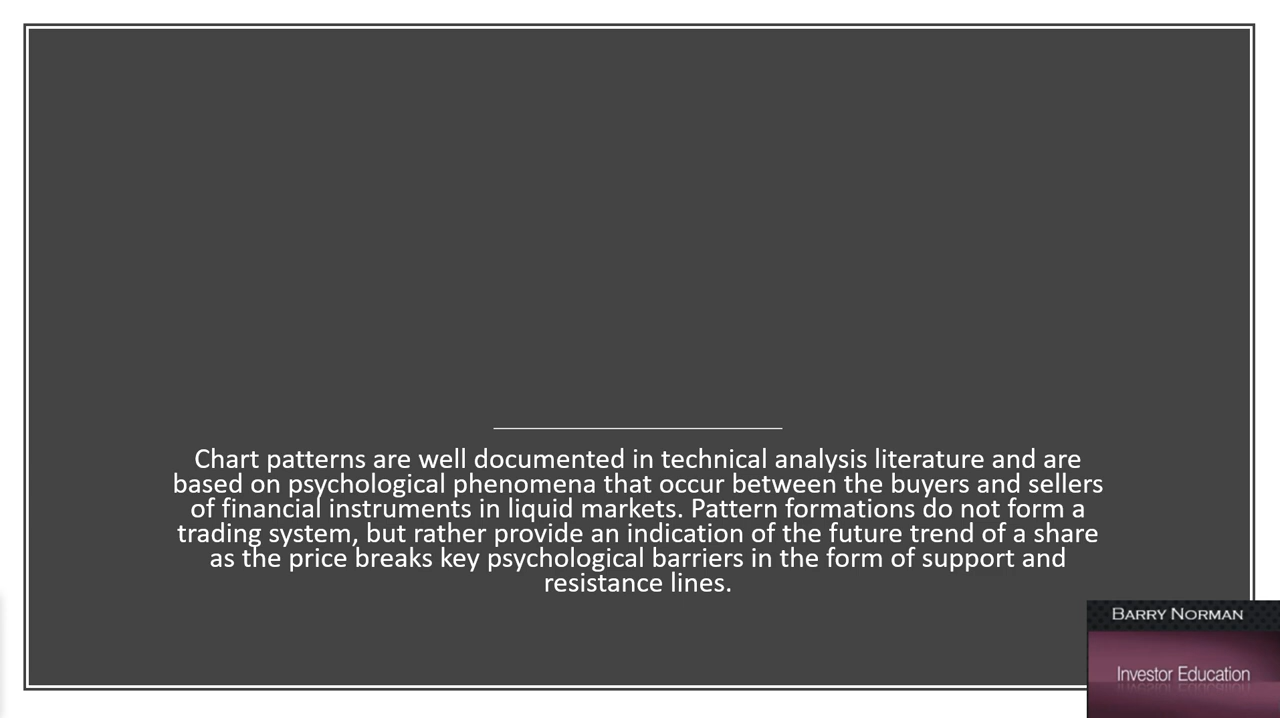 Chart patterns are well documented in technical analysis literature and are
based on psychological phenomena that occur between the buyers and sellers
of financial instruments in liquid markets. Pattern formations do not form a
trading system, but rather provide an indication of the future trend of a share
as the price breaks key psychological barriers in the form of support and
resistance lines.
BARRY NORMAN
Investor Education